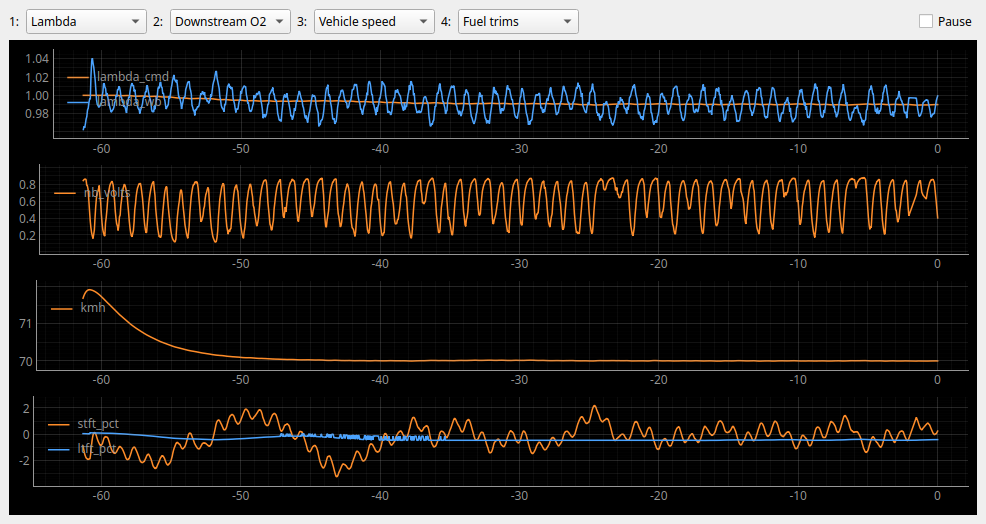 1: Lambda 2: Downstream O2 3: Vehicle speed 4: Fuel trims Pause
1.04
1.02
1.00
0.98
lambda_cmd
lambda_wb
-60 -50 -40 -30 -20 -10 0
0.8
0.6
0.4
0.2
nb_volts
-60 -50 -40 -30 -20 -10 0
71
70
kmh
-60 -50 -40 -30 -20 -10 0
2
0
-2
stft_pct
ltft_pct
-60 -50 -40 -30 -20 -10 0